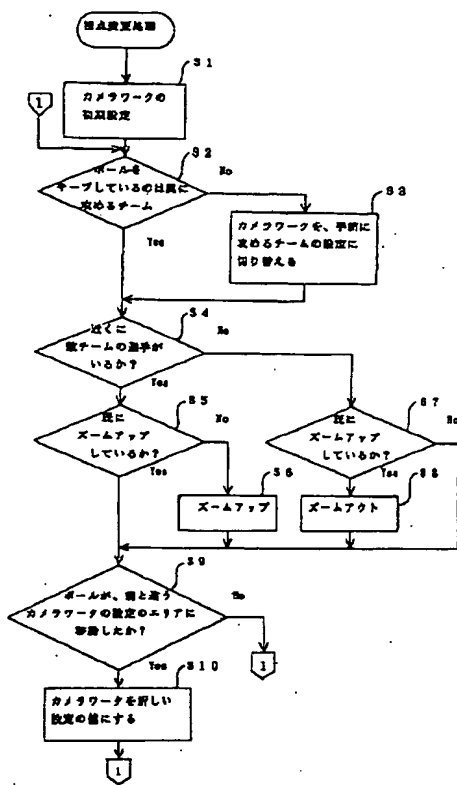 視点変更処理
S1
カメラワークの
初期設定
1
S2
ボールを
キープしているのは奥に
攻めるチーム
No
Yes
S3
カメラワークを、手前に
攻めるチームの設定に
切り替える
S4
近くに
敵チームの選手が
いるか?
No
Yes
S5
既に
ズームアップ
しているか?
No
Yes
S6
ズームアップ
S7
既に
ズームアップ
しているか?
No
Yes
S8
ズームアウト
S9
ボールが、前と違う
カメラワークの設定のエリアに
移動したか?
No
1
Yes
S10
カメラワークを新しい
設定の値にする
1